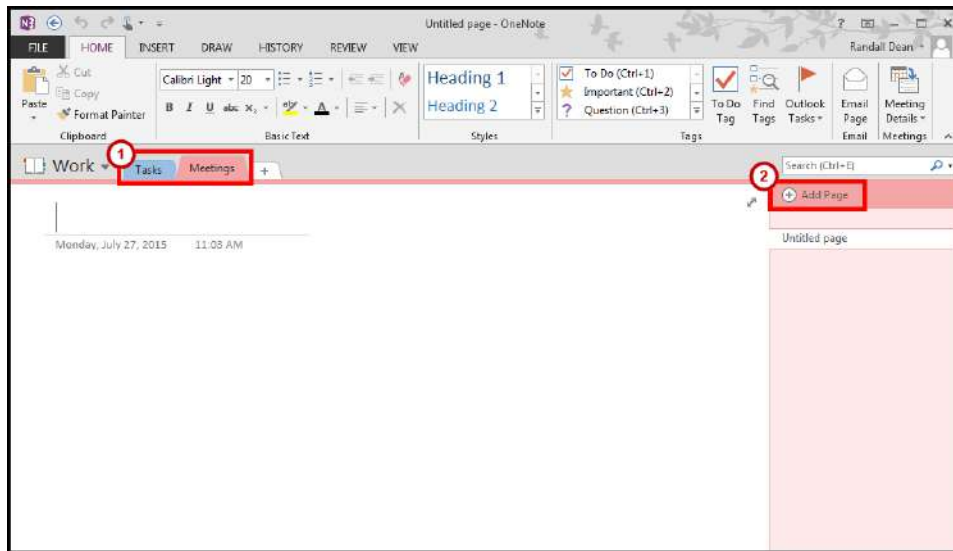 Untitled page - OneNote
?
FILE HOME INSERT DRAW HISTORY REVIEW VIEW
Randall Dean
Paste
Cut
Copy
Format Painter
Clipboard
Calibri Light 20
B I U abc X₂ aby A
Basic Text
Heading 1
Heading 2
Styles
To Do (Ctrl+1)
Important (Ctrl+2)
? Question (Ctrl+3)
Tags
To Do Tag
Find Tags
Outlook Tasks
Email Page
Email
Meeting Details
Meetings
1
Work Tasks Meetings +
Search (Ctrl+E)
2
Add Page
Untitled page
Monday, July 27, 2015 11:03 AM